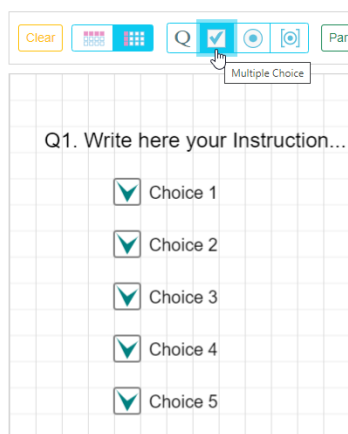 Clear Q Par
Multiple Choice
Q1. Write here your Instruction...
Choice 1
Choice 2
Choice 3
Choice 4
Choice 5